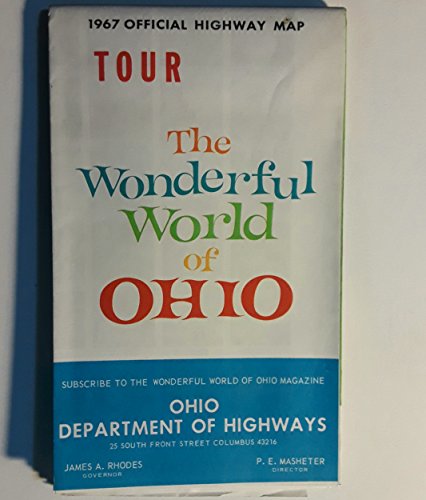 1967 OFFICIAL HIGHWAY MAP
TOUR
The
Wonderful
World
of
OHIO
SUBSCRIBE TO THE WONDERFUL WORLD OF OHIO MAGAZINE
OHIO
DEPARTMENT OF HIGHWAYS
25 SOUTH FRONT STREET COLUMBUS 43216
JAMES A. RHODES P. E. MASHETER
GOVERNOR DIRECTOR